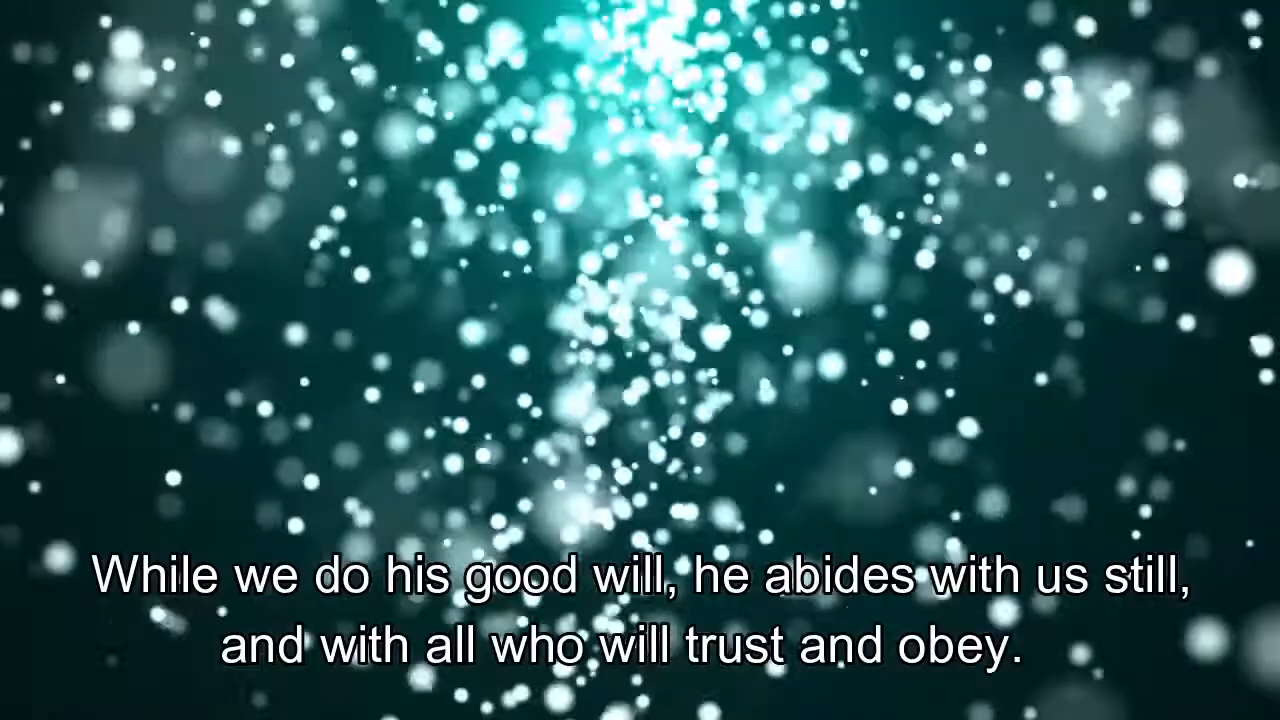 While we do his good will, he abides with us still,
and with all who will trust and obey.